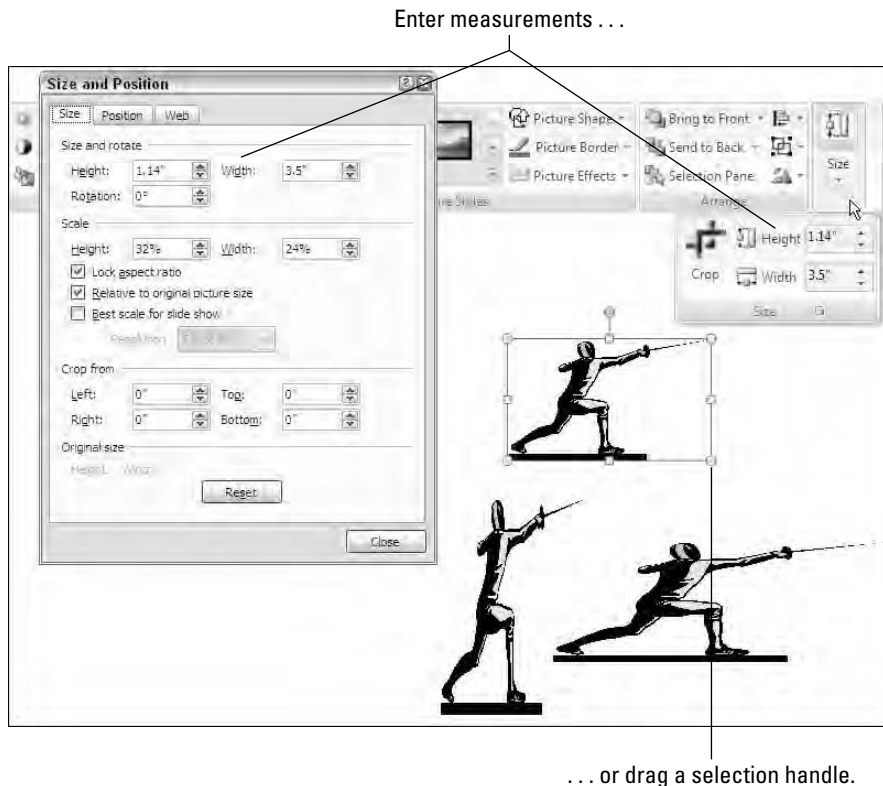 Enter measurements . . .
Size and Position
Size Position Web
Size and rotate
Height: 1.14" Width: 3.5"
Rotation: 0°
Scale
Height: 32% Width: 24%
Lock aspect ratio
Relative to original picture size
Best scale for slide show
Crop from
Left: 0" Top: 0"
Right: 0" Bottom: 0"
Original size
Height: Width:
Reset
Close
Picture Shape
Picture Border
Picture Effects
Styles
Bring to Front
Send to Back
Selection Pane
Arrange
Size
Crop
Height 1.14"
Width 3.5"
Size
. . . or drag a selection handle.